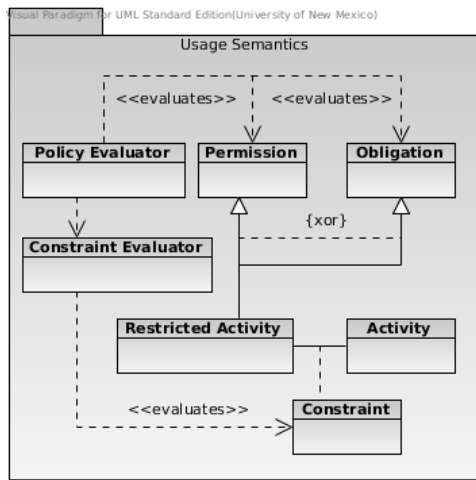 Visual Paradigm for UML Standard Edition(University of New Mexico)
Usage Semantics
<<evaluates>> <<evaluates>>
Policy Evaluator Permission Obligation
{xor}
Constraint Evaluator
Restricted Activity Activity
<<evaluates>> Constraint